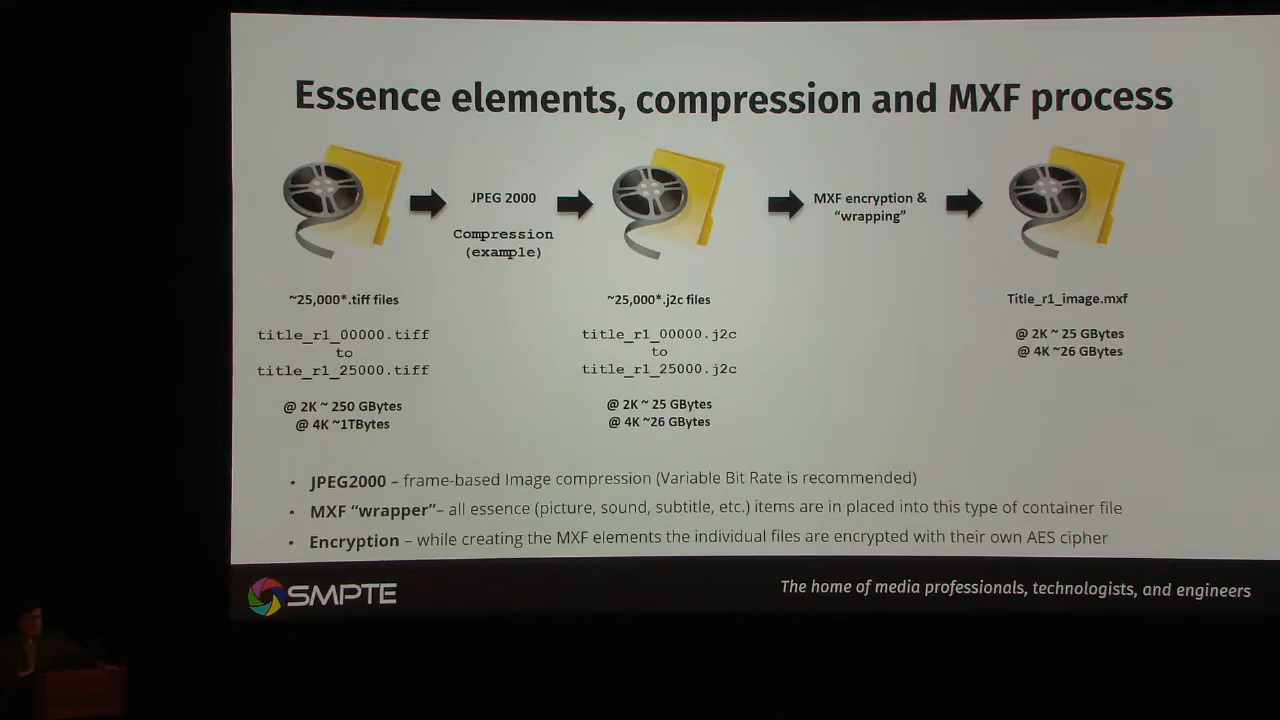 Essence elements, compression and MXF process
JPEG 2000
Compression
(example)
MXF encryption &
“wrapping”
~25,000*.tiff files
title_r1_00000.tiff
to
title_r1_25000.tiff
@ 2K ~ 250 GBytes
@ 4K ~1TBytes
~25,000*.j2c files
title_r1_00000.j2c
to
title_r1_25000.j2c
@ 2K ~ 25 GBytes
@ 4K ~26 GBytes
Title_r1_image.mxf
@ 2K ~ 25 GBytes
@ 4K ~26 GBytes
• JPEG2000 – frame-based Image compression (Variable Bit Rate is recommended)
• MXF “wrapper”– all essence (picture, sound, subtitle, etc.) items are in placed into this type of container file
• Encryption – while creating the MXF elements the individual files are encrypted with their own AES cipher
SMPTE
The home of media professionals, technologists, and engineers